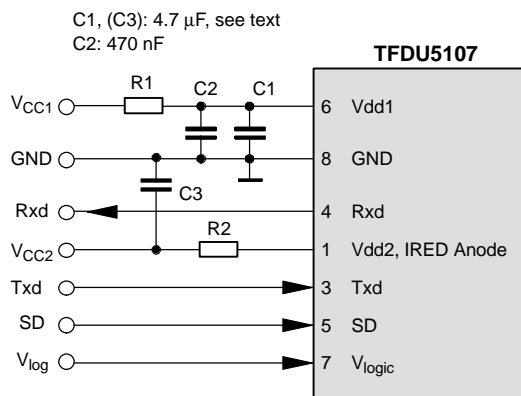 C1, (C3): 4.7 μF, see text
C2: 470 nF
TFDU5107
R1 C2 C1
VCC1 6 Vdd1
GND 8 GND
C3
Rxd 4 Rxd
R2
VCC2 1 Vdd2, IRED Anode
Txd 3 Txd
SD 5 SD
Vlog 7 Vlogic